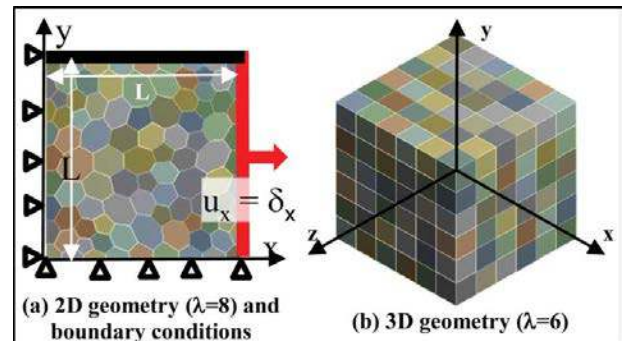 y
L
L
u_x = δ_x
x
(a) 2D geometry (λ=8) and
boundary conditions
y
z
x
(b) 3D geometry (λ=6)